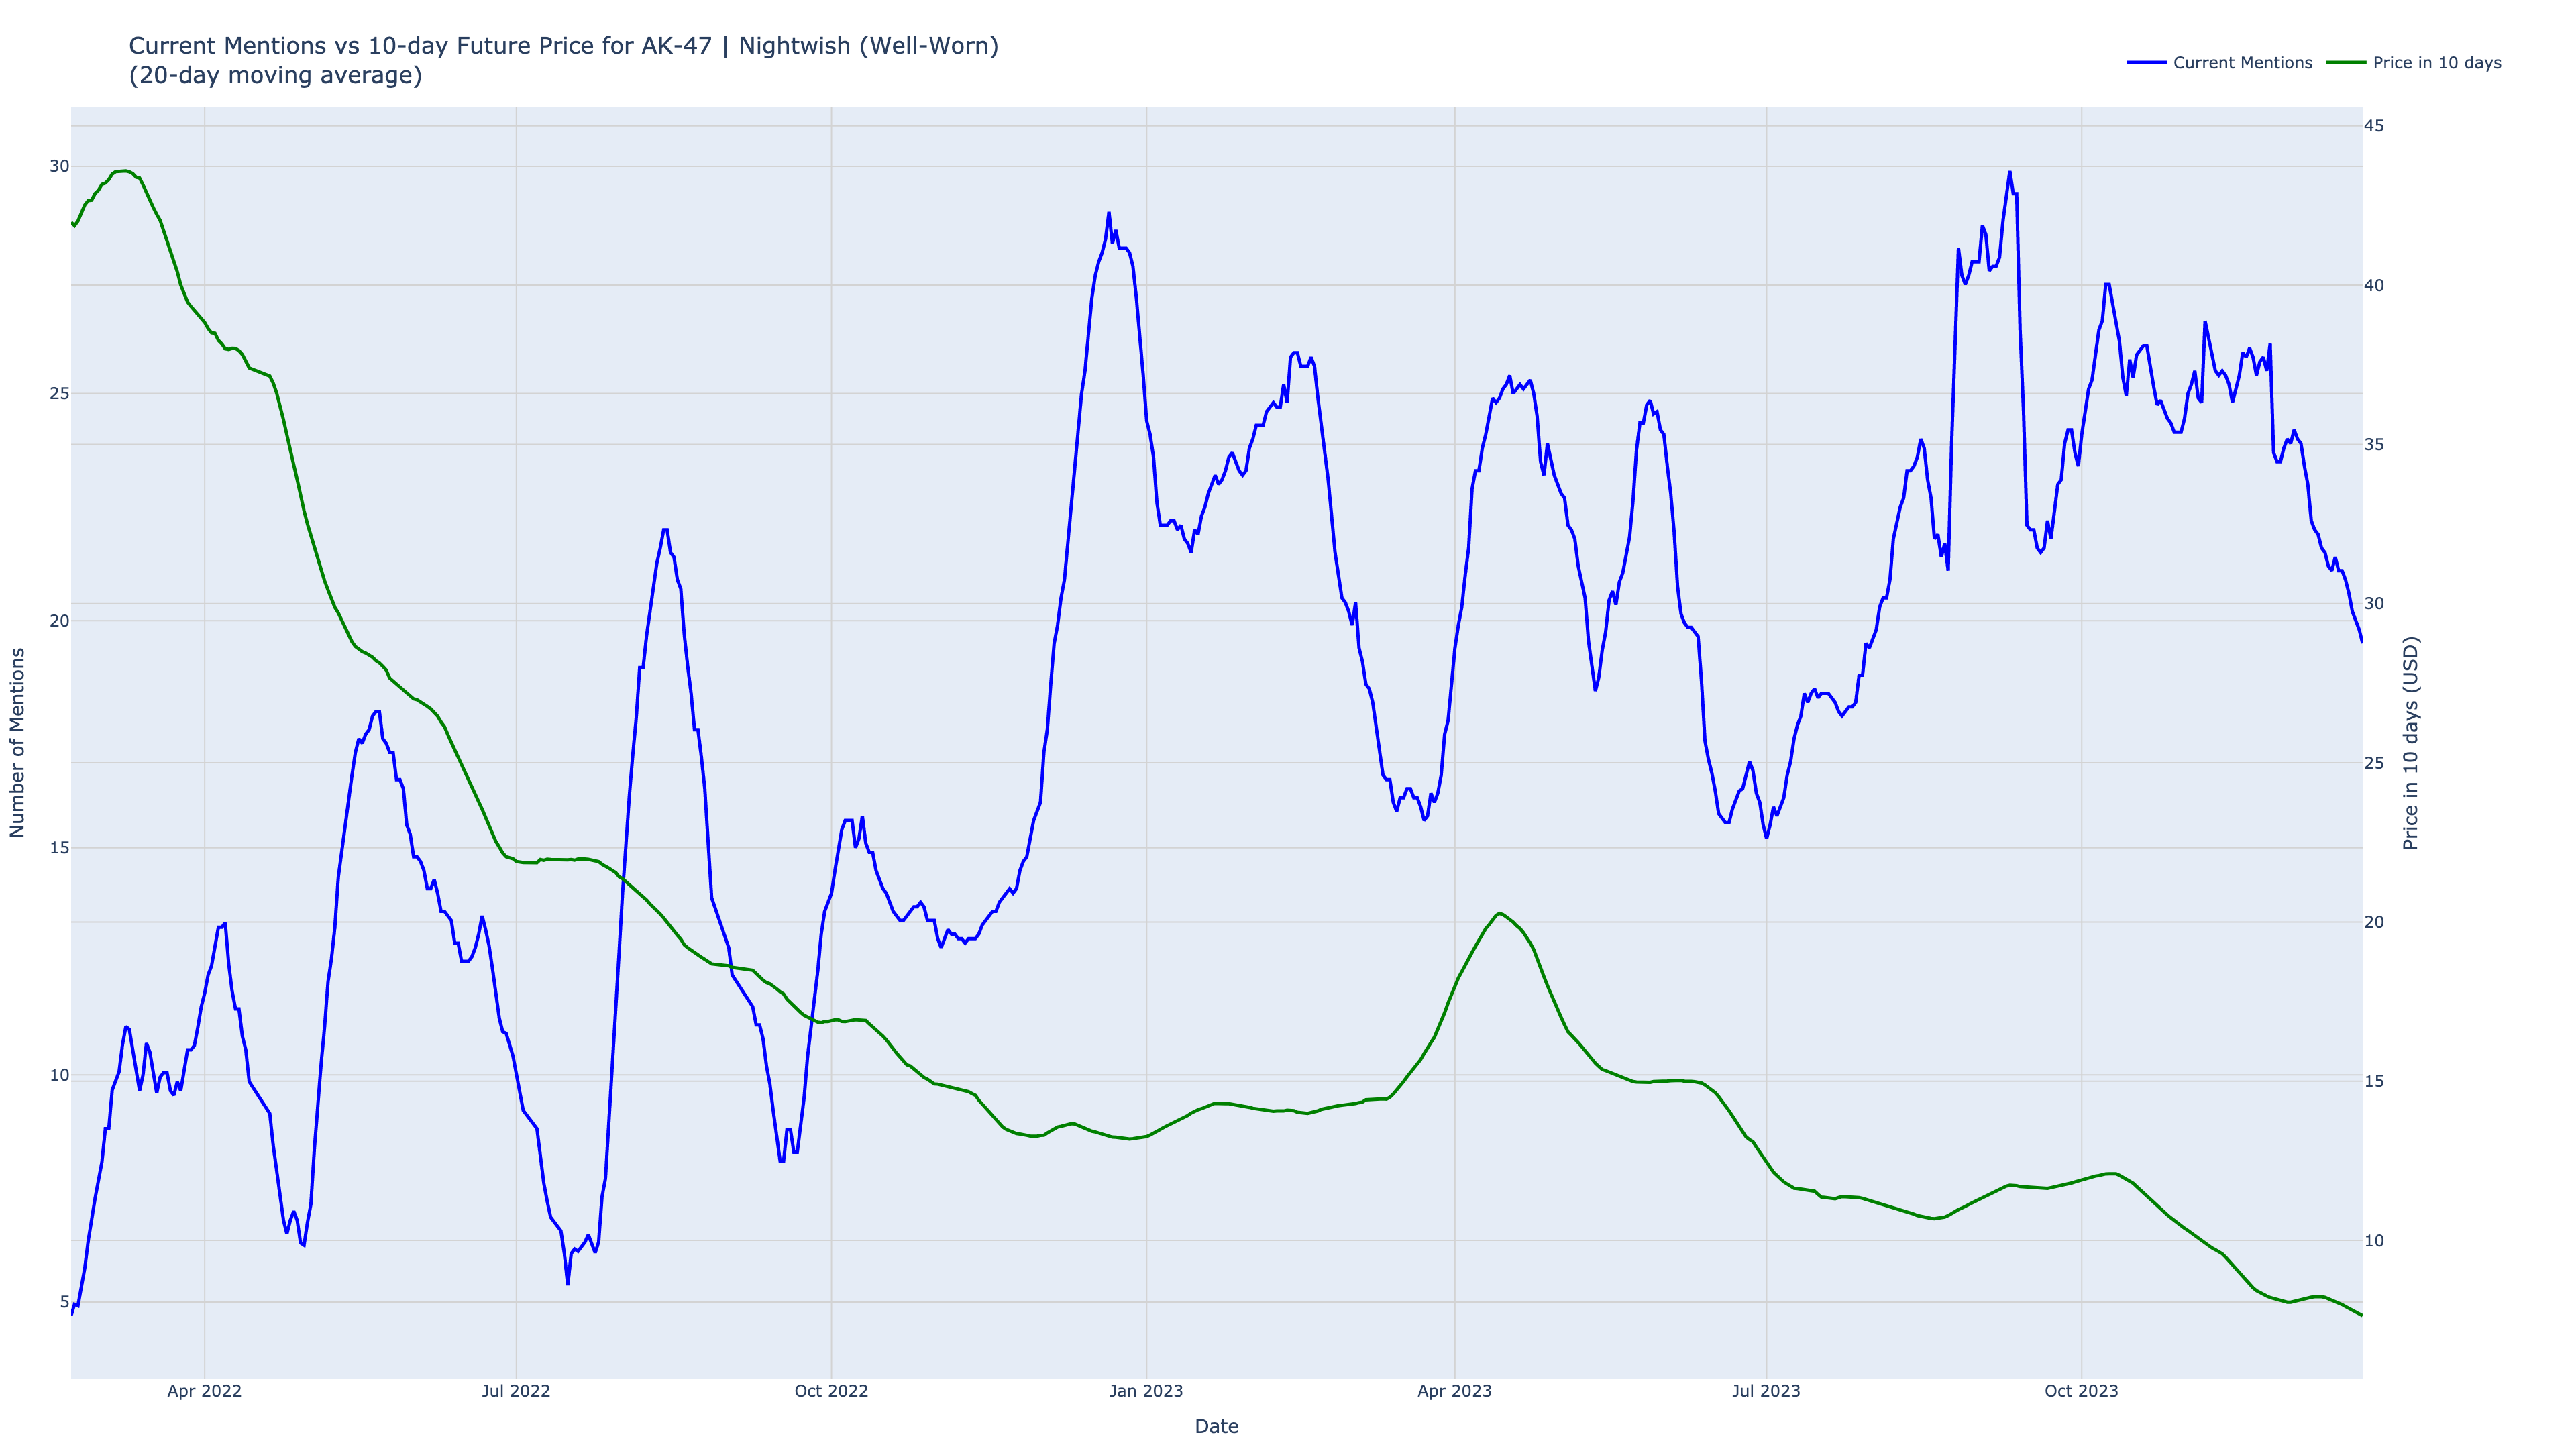 Current Mentions vs 10-day Future Price for AK-47 | Nightwish (Well-Worn)
(20-day moving average)
Current Mentions
Price in 10 days
Number of Mentions
30
25
20
15
10
5
45
40
35
30
25
20
15
10
Price in 10 days (USD)
Apr 2022
Jul 2022
Oct 2022
Jan 2023
Apr 2023
Jul 2023
Oct 2023
Date